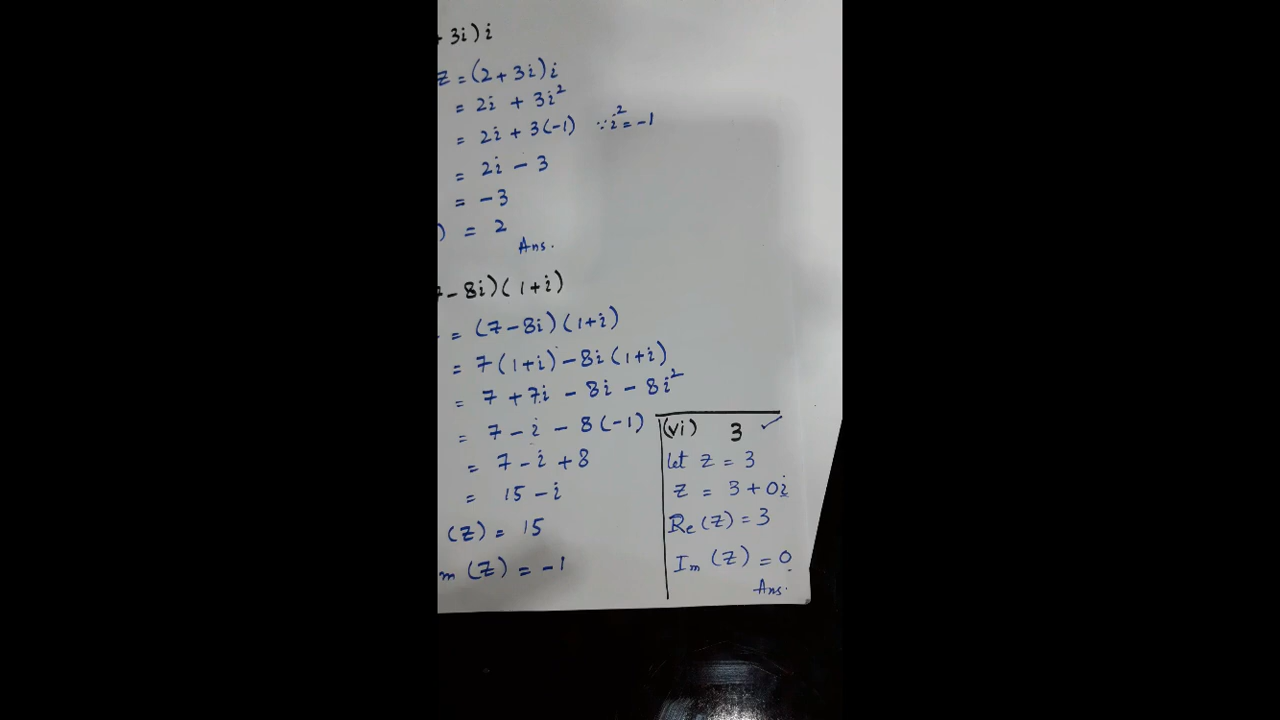 + 3i) i
z = (2 + 3i) i
= 2i + 3i²
= 2i + 3(-1) ∵ i² = -1
= 2i - 3
= -3
) = 2
Ans.
- 8i) (1+i)
= (7-8i) (1+i)
= 7(1+i) - 8i (1+i)
= 7 + 7i - 8i - 8i²
= 7 - i - 8(-1)
= 7 - i + 8
= 15 - i
(Z) = 15
m (Z) = -1
(vi) 3 ✓
let z = 3
Z = 3 + 0i
Re (Z) = 3
Im (Z) = 0
Ans.